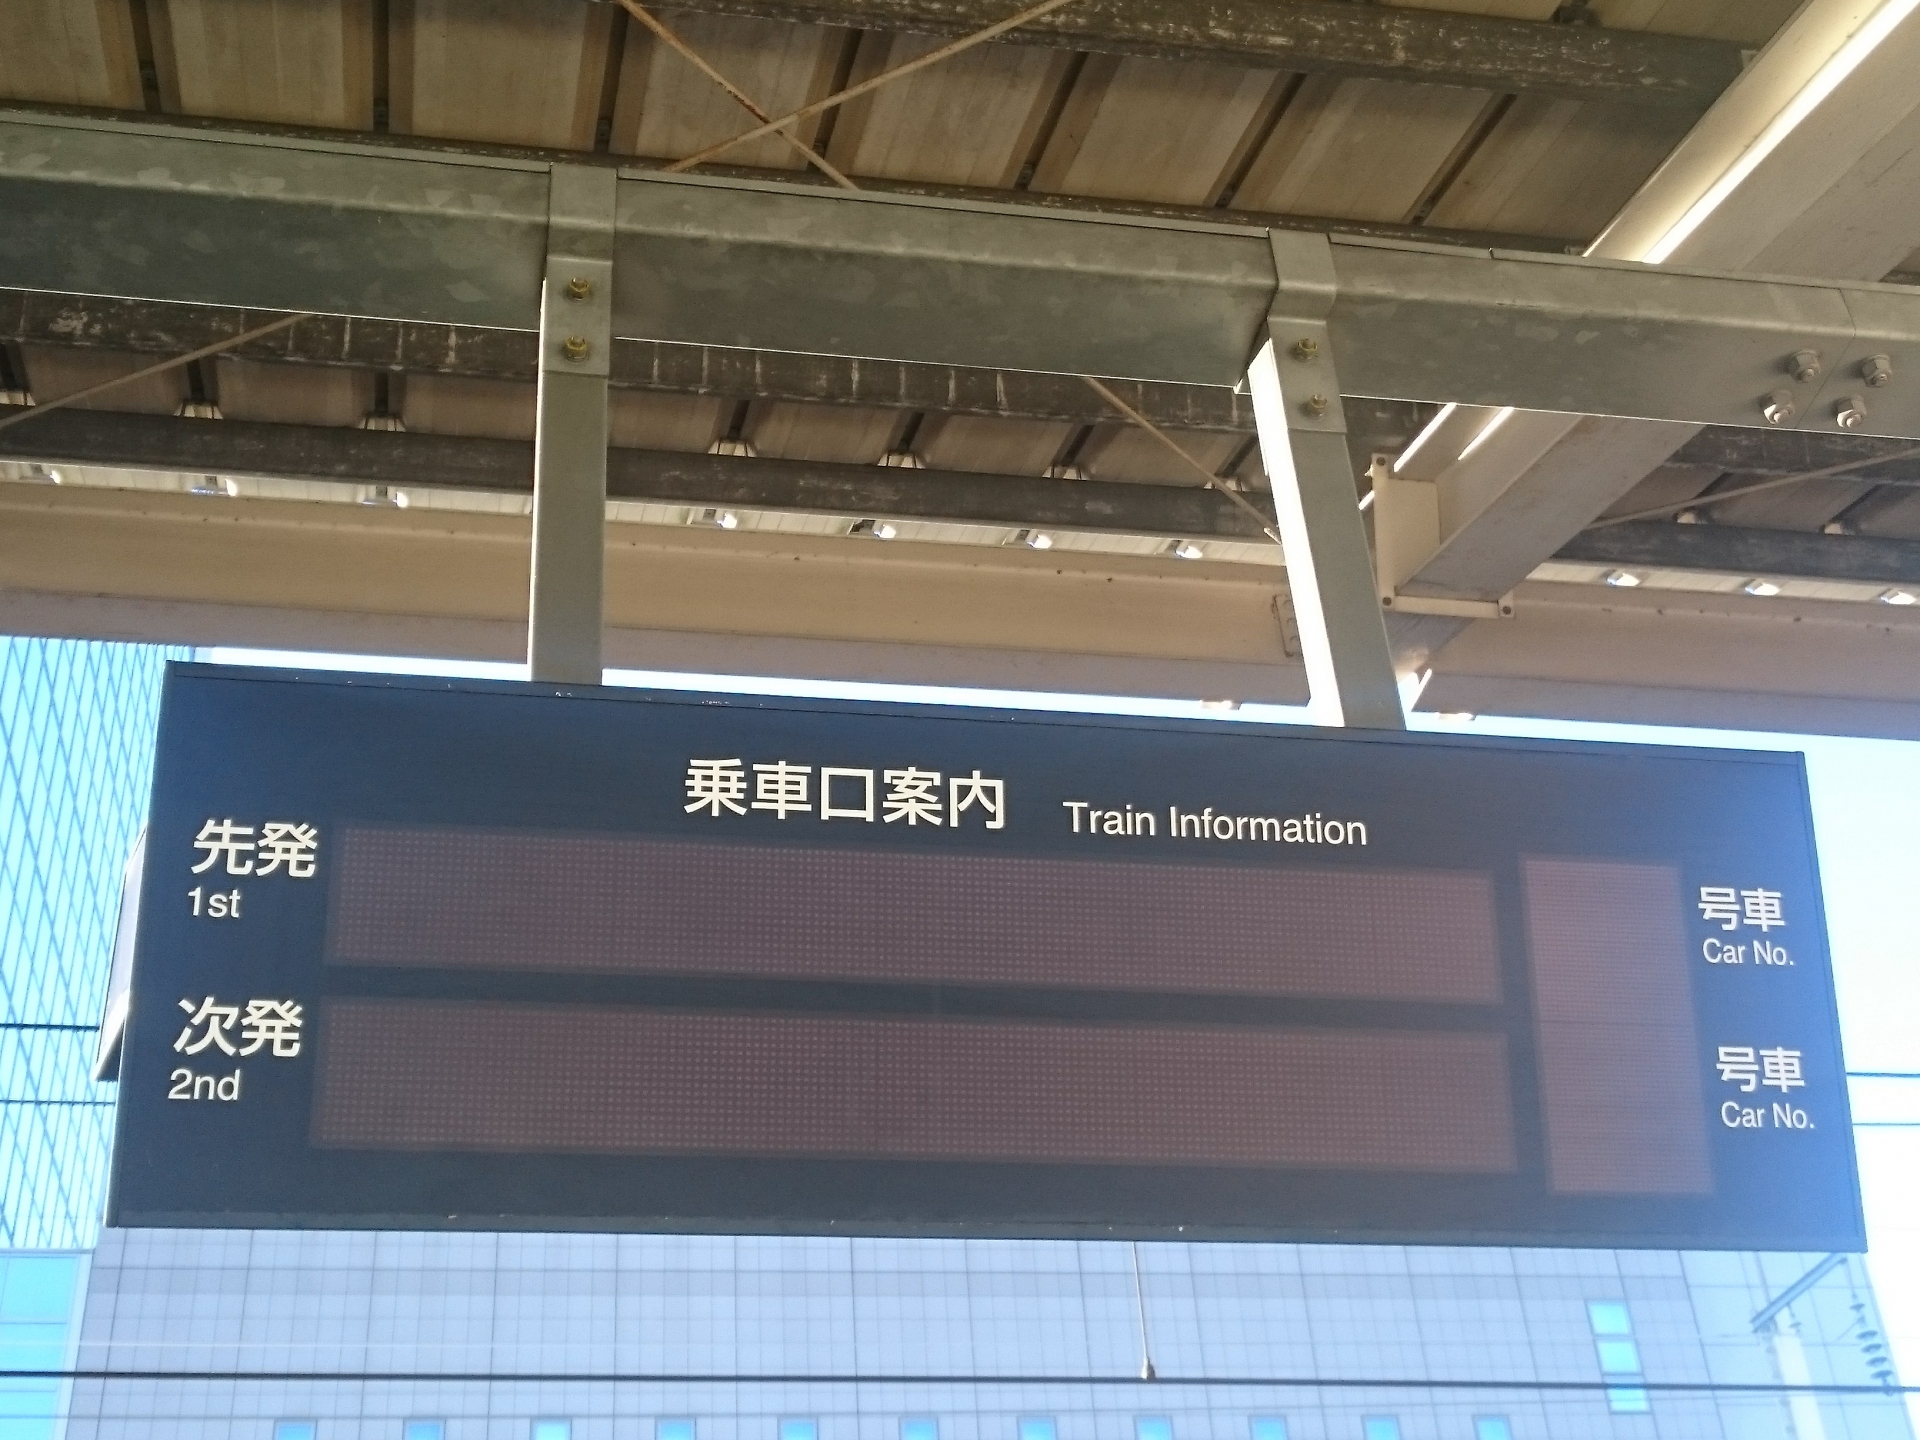 乗車口案内 Train Information
先発
1st
号車
Car No.
次発
2nd
号車
Car No.